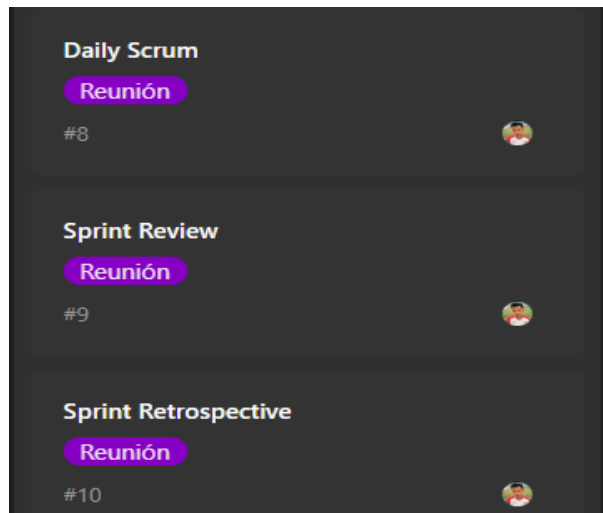 Daily Scrum
Reunión
#8
Sprint Review
Reunión
#9
Sprint Retrospective
Reunión
#10